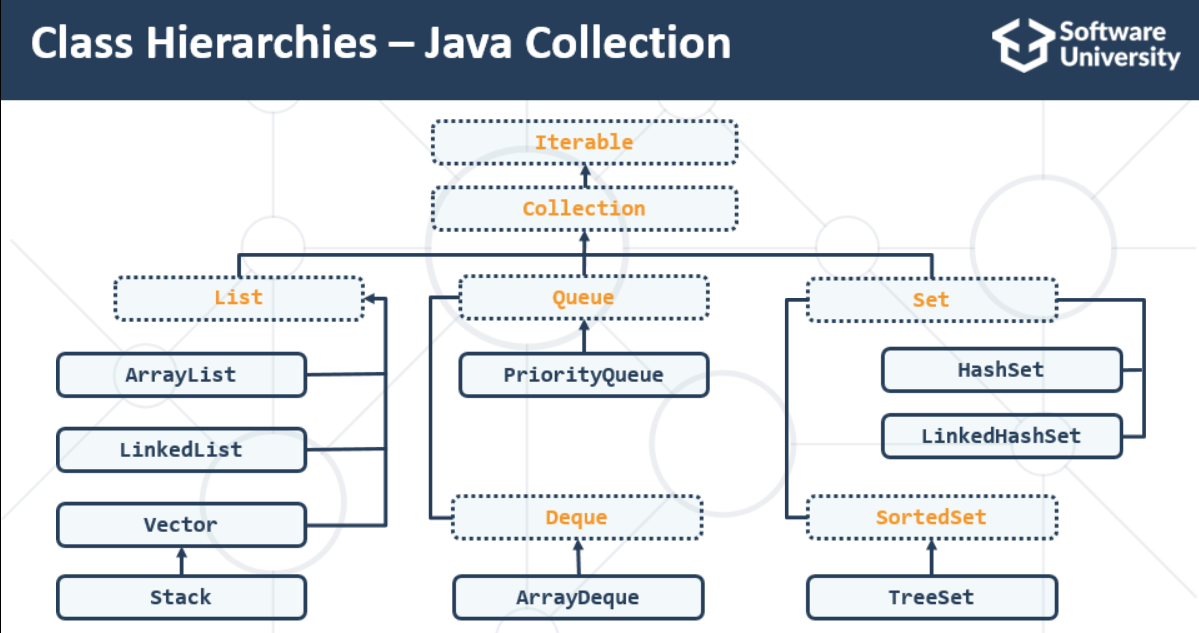 Class Hierarchies – Java Collection
Software
University
Iterable
Collection
List
Queue
Set
ArrayList
PriorityQueue
HashSet
LinkedList
LinkedHashSet
Vector
Deque
SortedSet
Stack
ArrayDeque
TreeSet